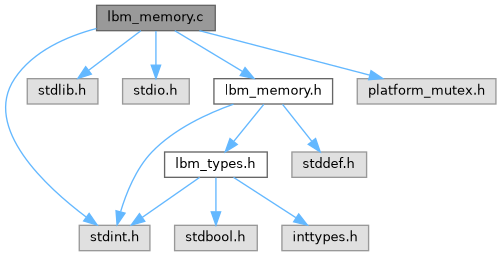 lbm_memory.c
stdlib.h
stdio.h
lbm_memory.h
platform_mutex.h
lbm_types.h
stddef.h
stdint.h
stdbool.h
inttypes.h